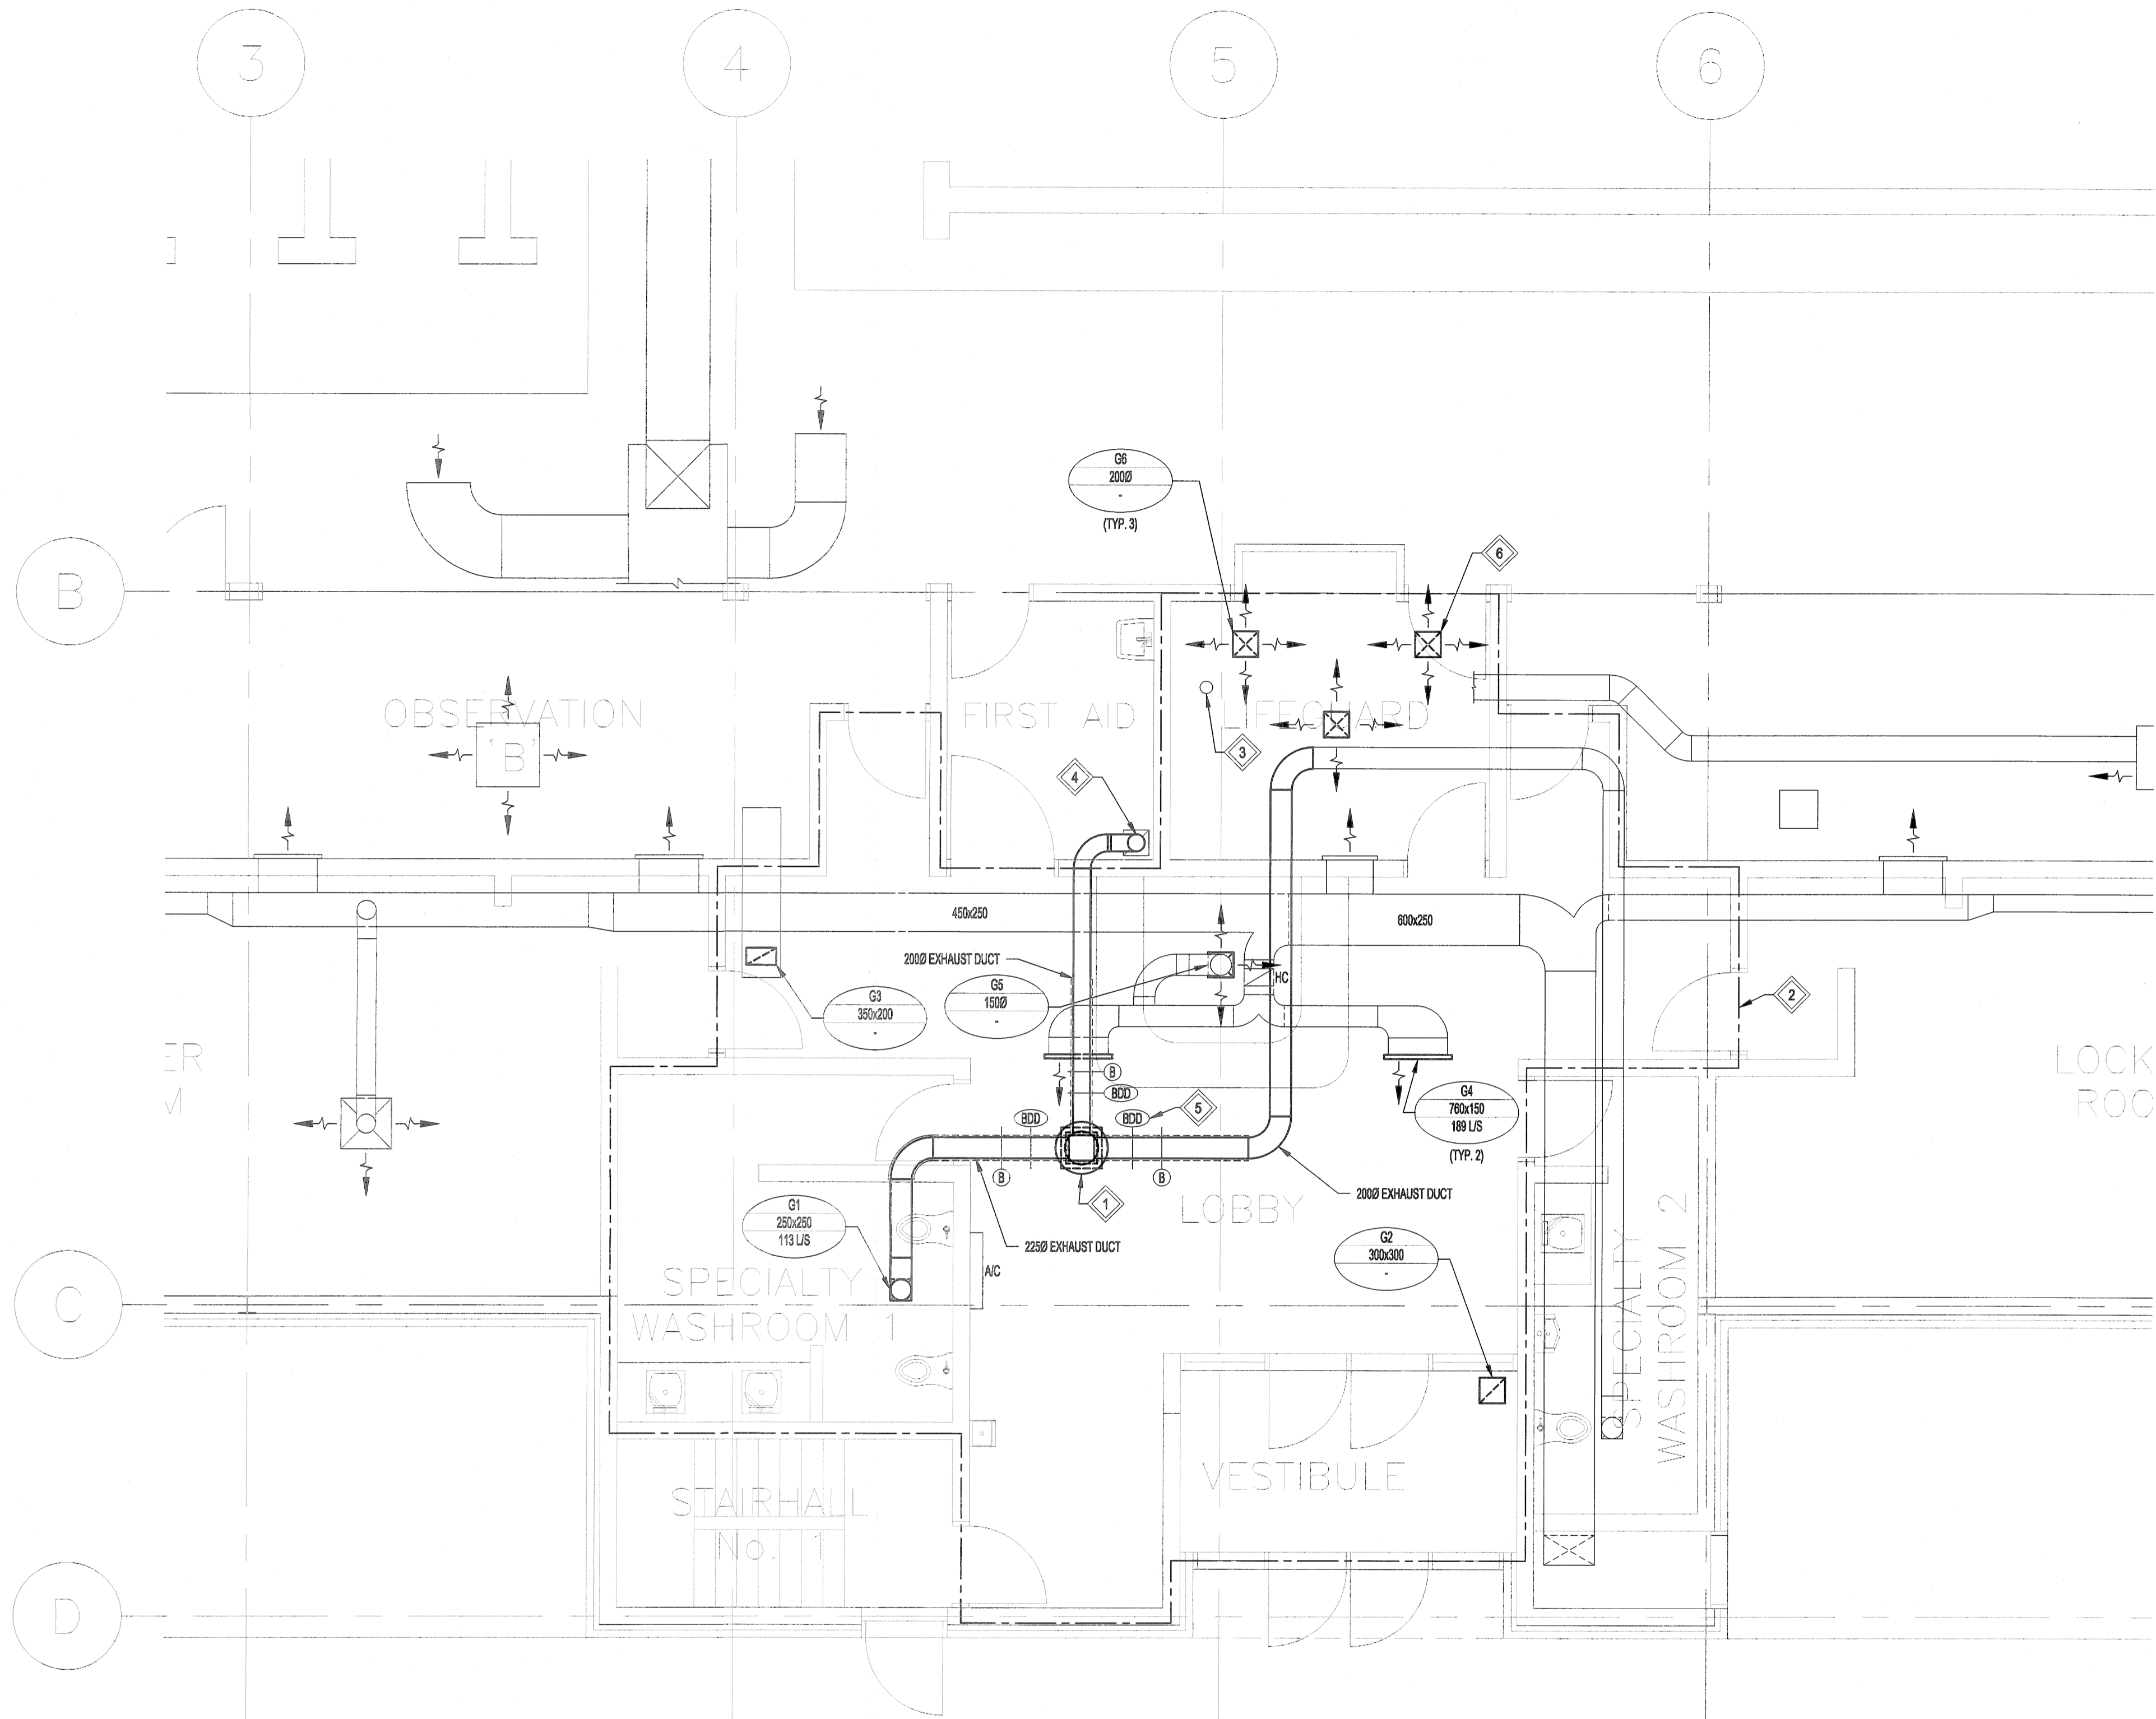 3
4
5
6
G6
200Ø
-
(TYP. 3)
6
B
OBSERVATION
'B'
FIRST AID
LIFEGUARD
3
4
450x250
600x250
200Ø EXHAUST DUCT
HC
G3
350x200
-
G5
150Ø
-
2
ER
M
LOCK
ROO
B
BDD
G4
760x150
189 L/S
(TYP. 2)
BDD
BDD
5
B
B
1
G1
250x250
113 L/S
LOBBY
200Ø EXHAUST DUCT
225Ø EXHAUST DUCT
G2
300x300
-
A/C
C
SPECIALTY
WASHROOM 1
SPECIALTY
WASHROOM 2
VESTIBULE
STAIRHALL
No. 1
D